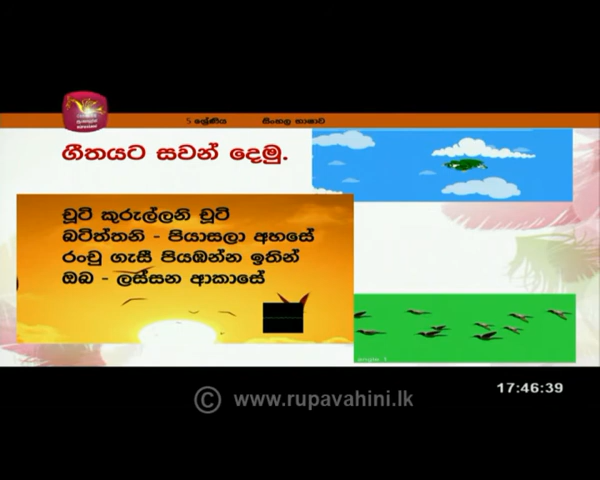 5 ශ්‍රේණිය සිංහල භාෂාව
ගීතයට සවන් දෙමු.
චූටි කුරුල්ලනි චූටි
බටිත්තනි - පියාසලා අහසේ
රංචු ගැසී පියඹන්න ඉතින්
ඔබ - ලස්සන ආකාසේ
17:46:39
© www.rupavahini.lk